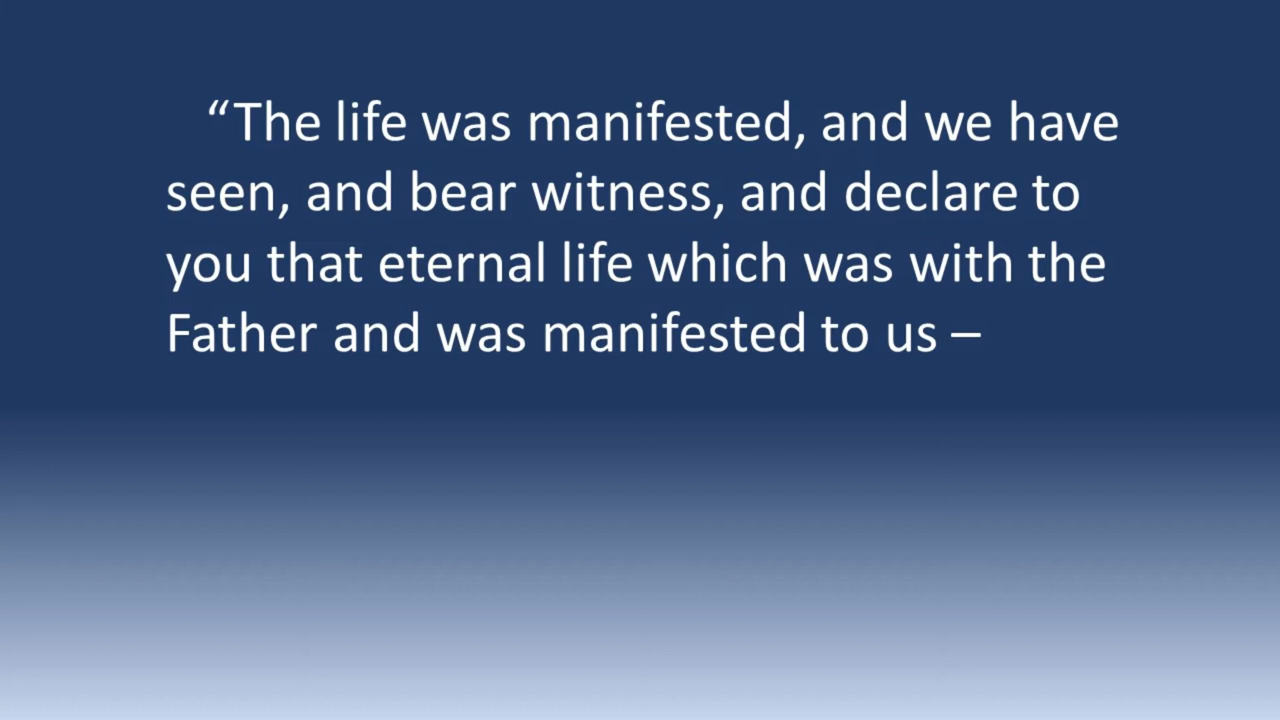 “The life was manifested, and we have
seen, and bear witness, and declare to
you that eternal life which was with the
Father and was manifested to us –